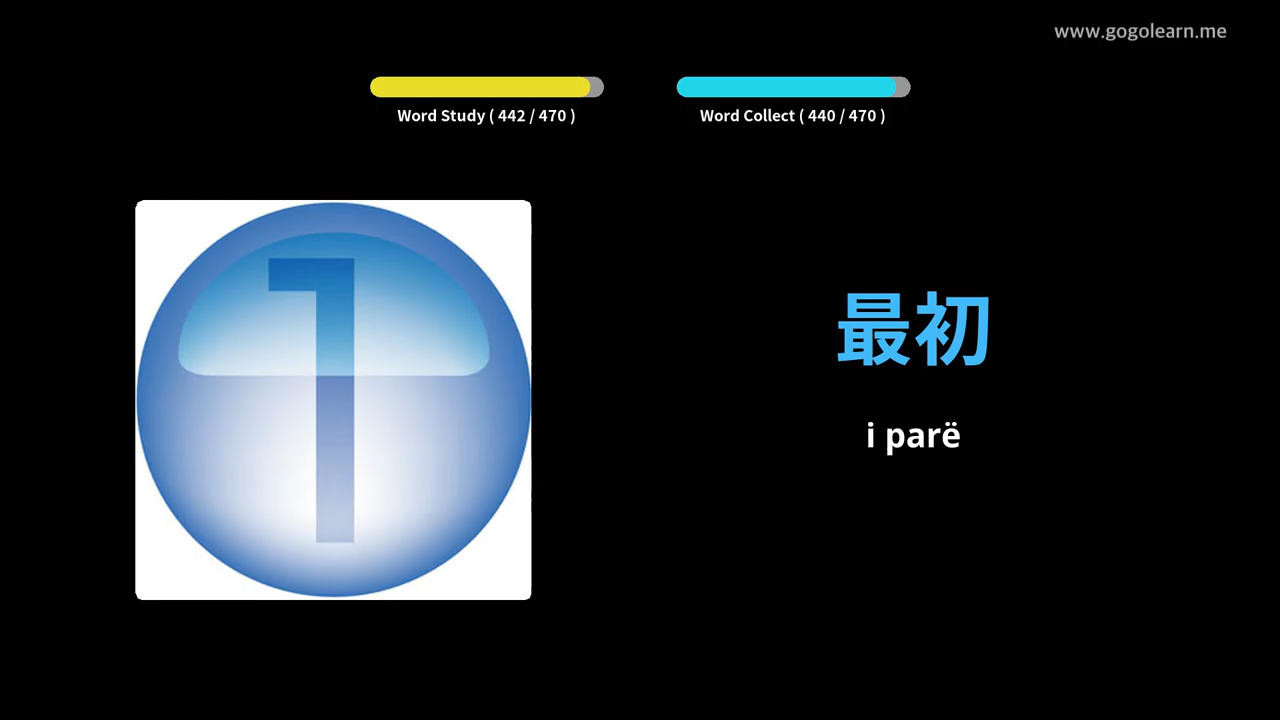 www.gogolearn.me
Word Study ( 442 / 470 )
Word Collect ( 440 / 470 )
1
最初
i parë